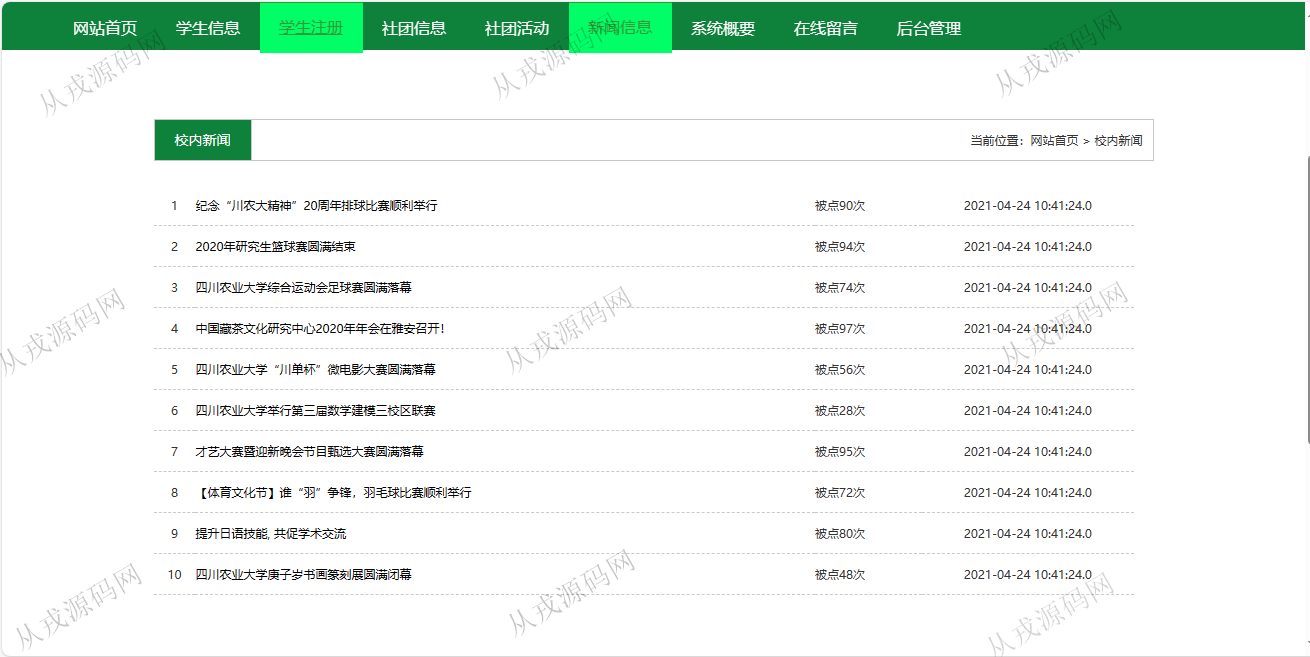 网站首页 学生信息 学生注册 社团信息 社团活动 新闻信息 系统概要 在线留言 后台管理
从戎源码网 从戎源码网 从戎源码网
校内新闻 当前位置：网站首页 > 校内新闻
1 纪念“川农大精神”20周年排球比赛顺利举行 被点90次 2021-04-24 10:41:24.0
2 2020年研究生篮球赛圆满结束 被点94次 2021-04-24 10:41:24.0
3 四川农业大学综合运动会足球赛圆满落幕 被点74次 2021-04-24 10:41:24.0
4 中国藏茶文化研究中心2020年年会在雅安召开！ 被点97次 2021-04-24 10:41:24.0
从戎源码网 从戎源码网 从戎源码网
5 四川农业大学“川单杯”微电影大赛圆满落幕 被点56次 2021-04-24 10:41:24.0
6 四川农业大学举行第三届数学建模三校区联赛 被点28次 2021-04-24 10:41:24.0
7 才艺大赛暨迎新晚会节目甄选大赛圆满落幕 被点95次 2021-04-24 10:41:24.0
8 【体育文化节】谁“羽”争锋，羽毛球比赛顺利举行 被点72次 2021-04-24 10:41:24.0
9 提升日语技能, 共促学术交流 被点80次 2021-04-24 10:41:24.0
10 四川农业大学庚子岁书画篆刻展圆满闭幕 被点48次 2021-04-24 10:41:24.0
从戎源码网 从戎源码网 从戎源码网